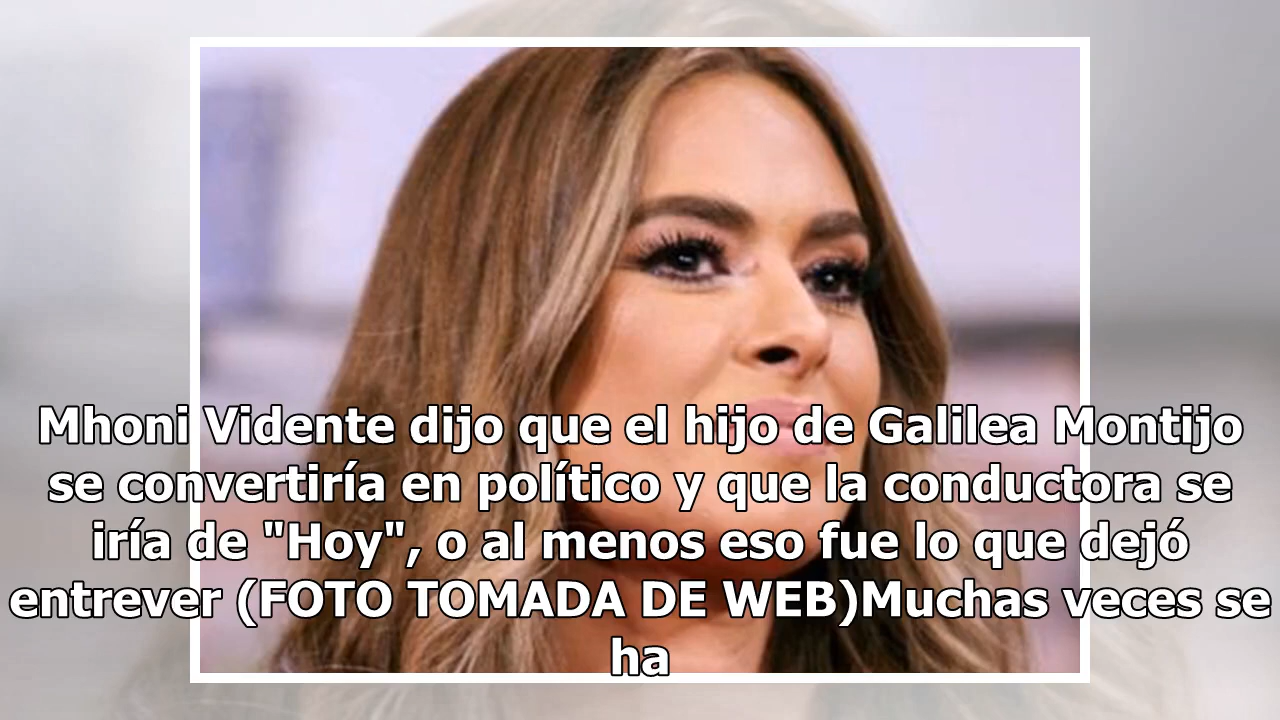 Mhoni Vidente dijo que el hijo de Galilea Montijo
se convertiría en político y que la conductora se
iría de "Hoy", o al menos eso fue lo que dejó
entrever (FOTO TOMADA DE WEB)Muchas veces se
ha